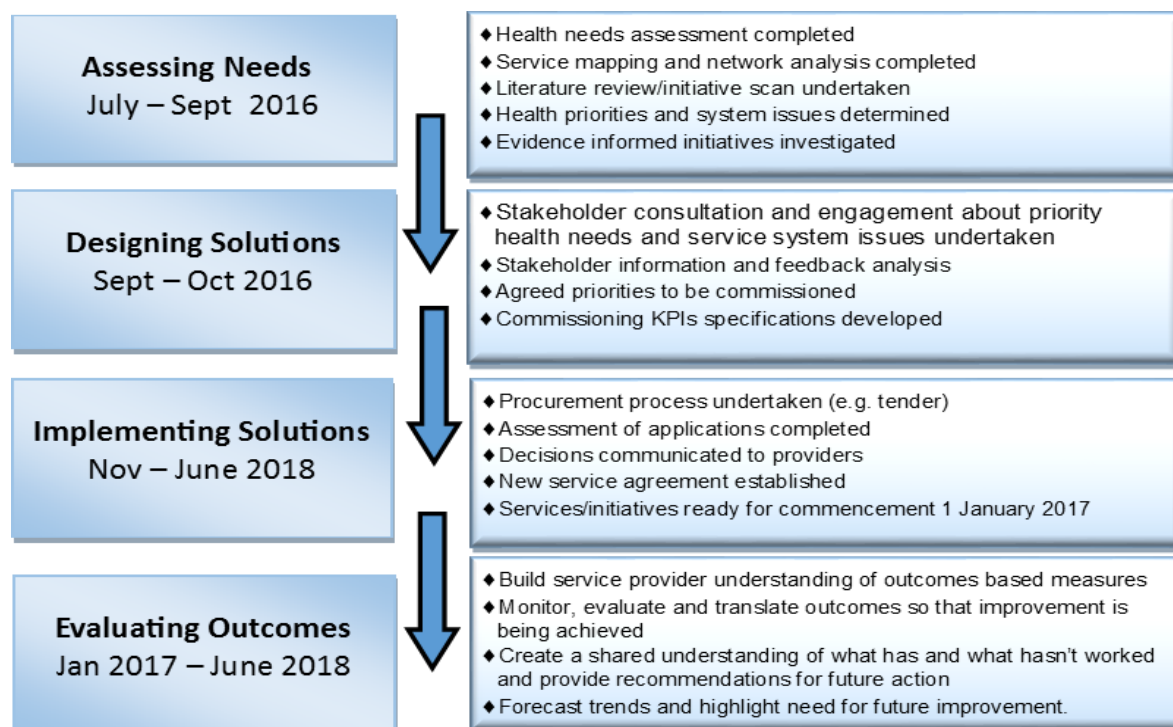 Assessing Needs
July – Sept 2016
♦Health needs assessment completed
♦Service mapping and network analysis completed
♦Literature review/initiative scan undertaken
♦Health priorities and system issues determined
♦Evidence informed initiatives investigated
Designing Solutions
Sept – Oct 2016
♦Stakeholder consultation and engagement about priority
health needs and service system issues undertaken
♦Stakeholder information and feedback analysis
♦Agreed priorities to be commissioned
♦Commissioning KPIs specifications developed
Implementing Solutions
Nov – June 2018
♦Procurement process undertaken (e.g. tender)
♦Assessment of applications completed
♦Decisions communicated to providers
♦New service agreement established
♦Services/initiatives ready for commencement 1 January 2017
Evaluating Outcomes
Jan 2017 – June 2018
♦Build service provider understanding of outcomes based measures
♦Monitor, evaluate and translate outcomes so that improvement is
being achieved
♦Create a shared understanding of what has and what hasn't worked
and provide recommendations for future action
♦Forecast trends and highlight need for future improvement.